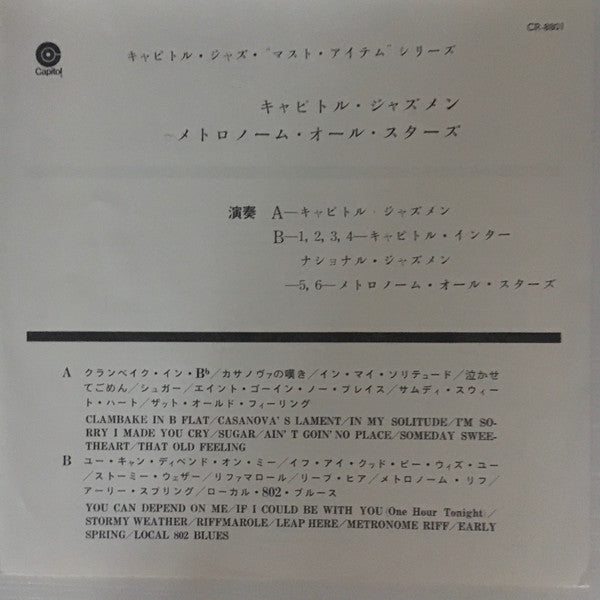 CR-8801
Capitol
キャピトル・ジャズ・“マスト・アイテム”シリーズ
キャピトル・ジャズメン
〜メトロノーム・オール・スターズ
演奏 A—キャピトル・ジャズメン
B—1, 2, 3, 4—キャピトル・インター
ナショナル・ジャズメン
—5, 6—メトロノーム・オール・スターズ
A クランベイク・イン・B♭/カサノヴァの嘆き/イン・マイ・ソリテュード/泣かせ
てごめん/シュガー/エイント・ゴーイン・ノー・プレイス/サムディ・スウィー
ト・ハート/ザット・オールド・フィーリング
CLAMBAKE IN B FLAT/CASANOVA'S LAMENT/IN MY SOLITUDE/I'M SO-
RRY I MADE YOU CRY/SUGAR/AIN'T GOIN' NO PLACE/SOMEDAY SWEE-
THEART/THAT OLD FEELING
B ユー・キャン・ディペンド・オン・ミー/イフ・アイ・クッド・ビー・ウィズ・ユー
/ストーミー・ウェザー/リファマロール/リープ・ヒア/メトロノーム・リフ/
アーリー・スプリング/ローカル・802・ブルース
YOU CAN DEPEND ON ME/IF I COULD BE WITH YOU (One Hour Tonight)/
STORMY WEATHER/RIFFMAROLE/LEAP HERE/METRONOME RIFF/EARLY
SPRING/LOCAL 802 BLUES